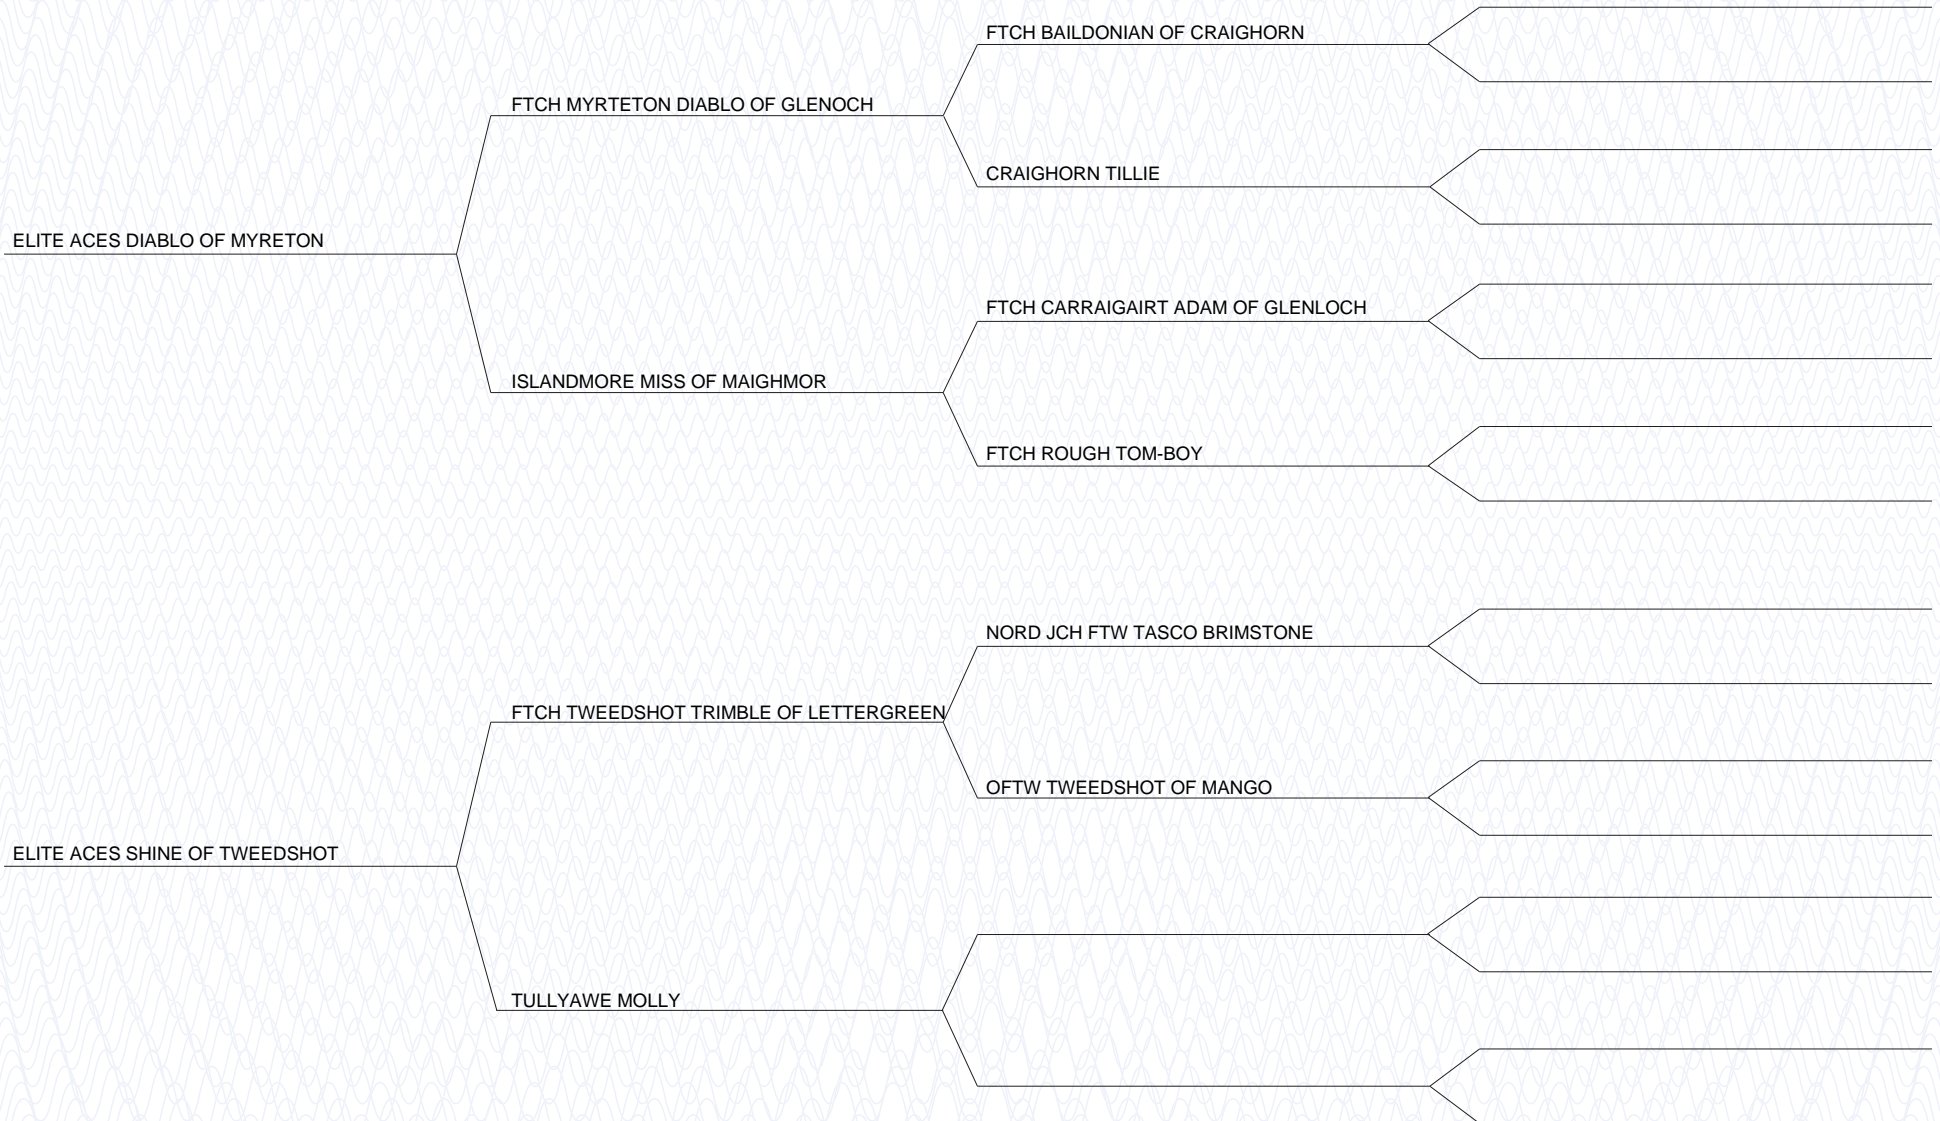 FTCH BAILDONIAN OF CRAIGHORN
FTCH MYRTETON DIABLO OF GLENOCH
CRAIGHORN TILLIE
ELITE ACES DIABLO OF MYRETON
FTCH CARRAIGAIRT ADAM OF GLENLOCH
ISLANDMORE MISS OF MAIGHMOR
FTCH ROUGH TOM-BOY
NORD JCH FTW TASCO BRIMSTONE
FTCH TWEEDSHOT TRIMBLE OF LETTERGREEN
OFTW TWEEDSHOT OF MANGO
ELITE ACES SHINE OF TWEEDSHOT
TULLYAWE MOLLY